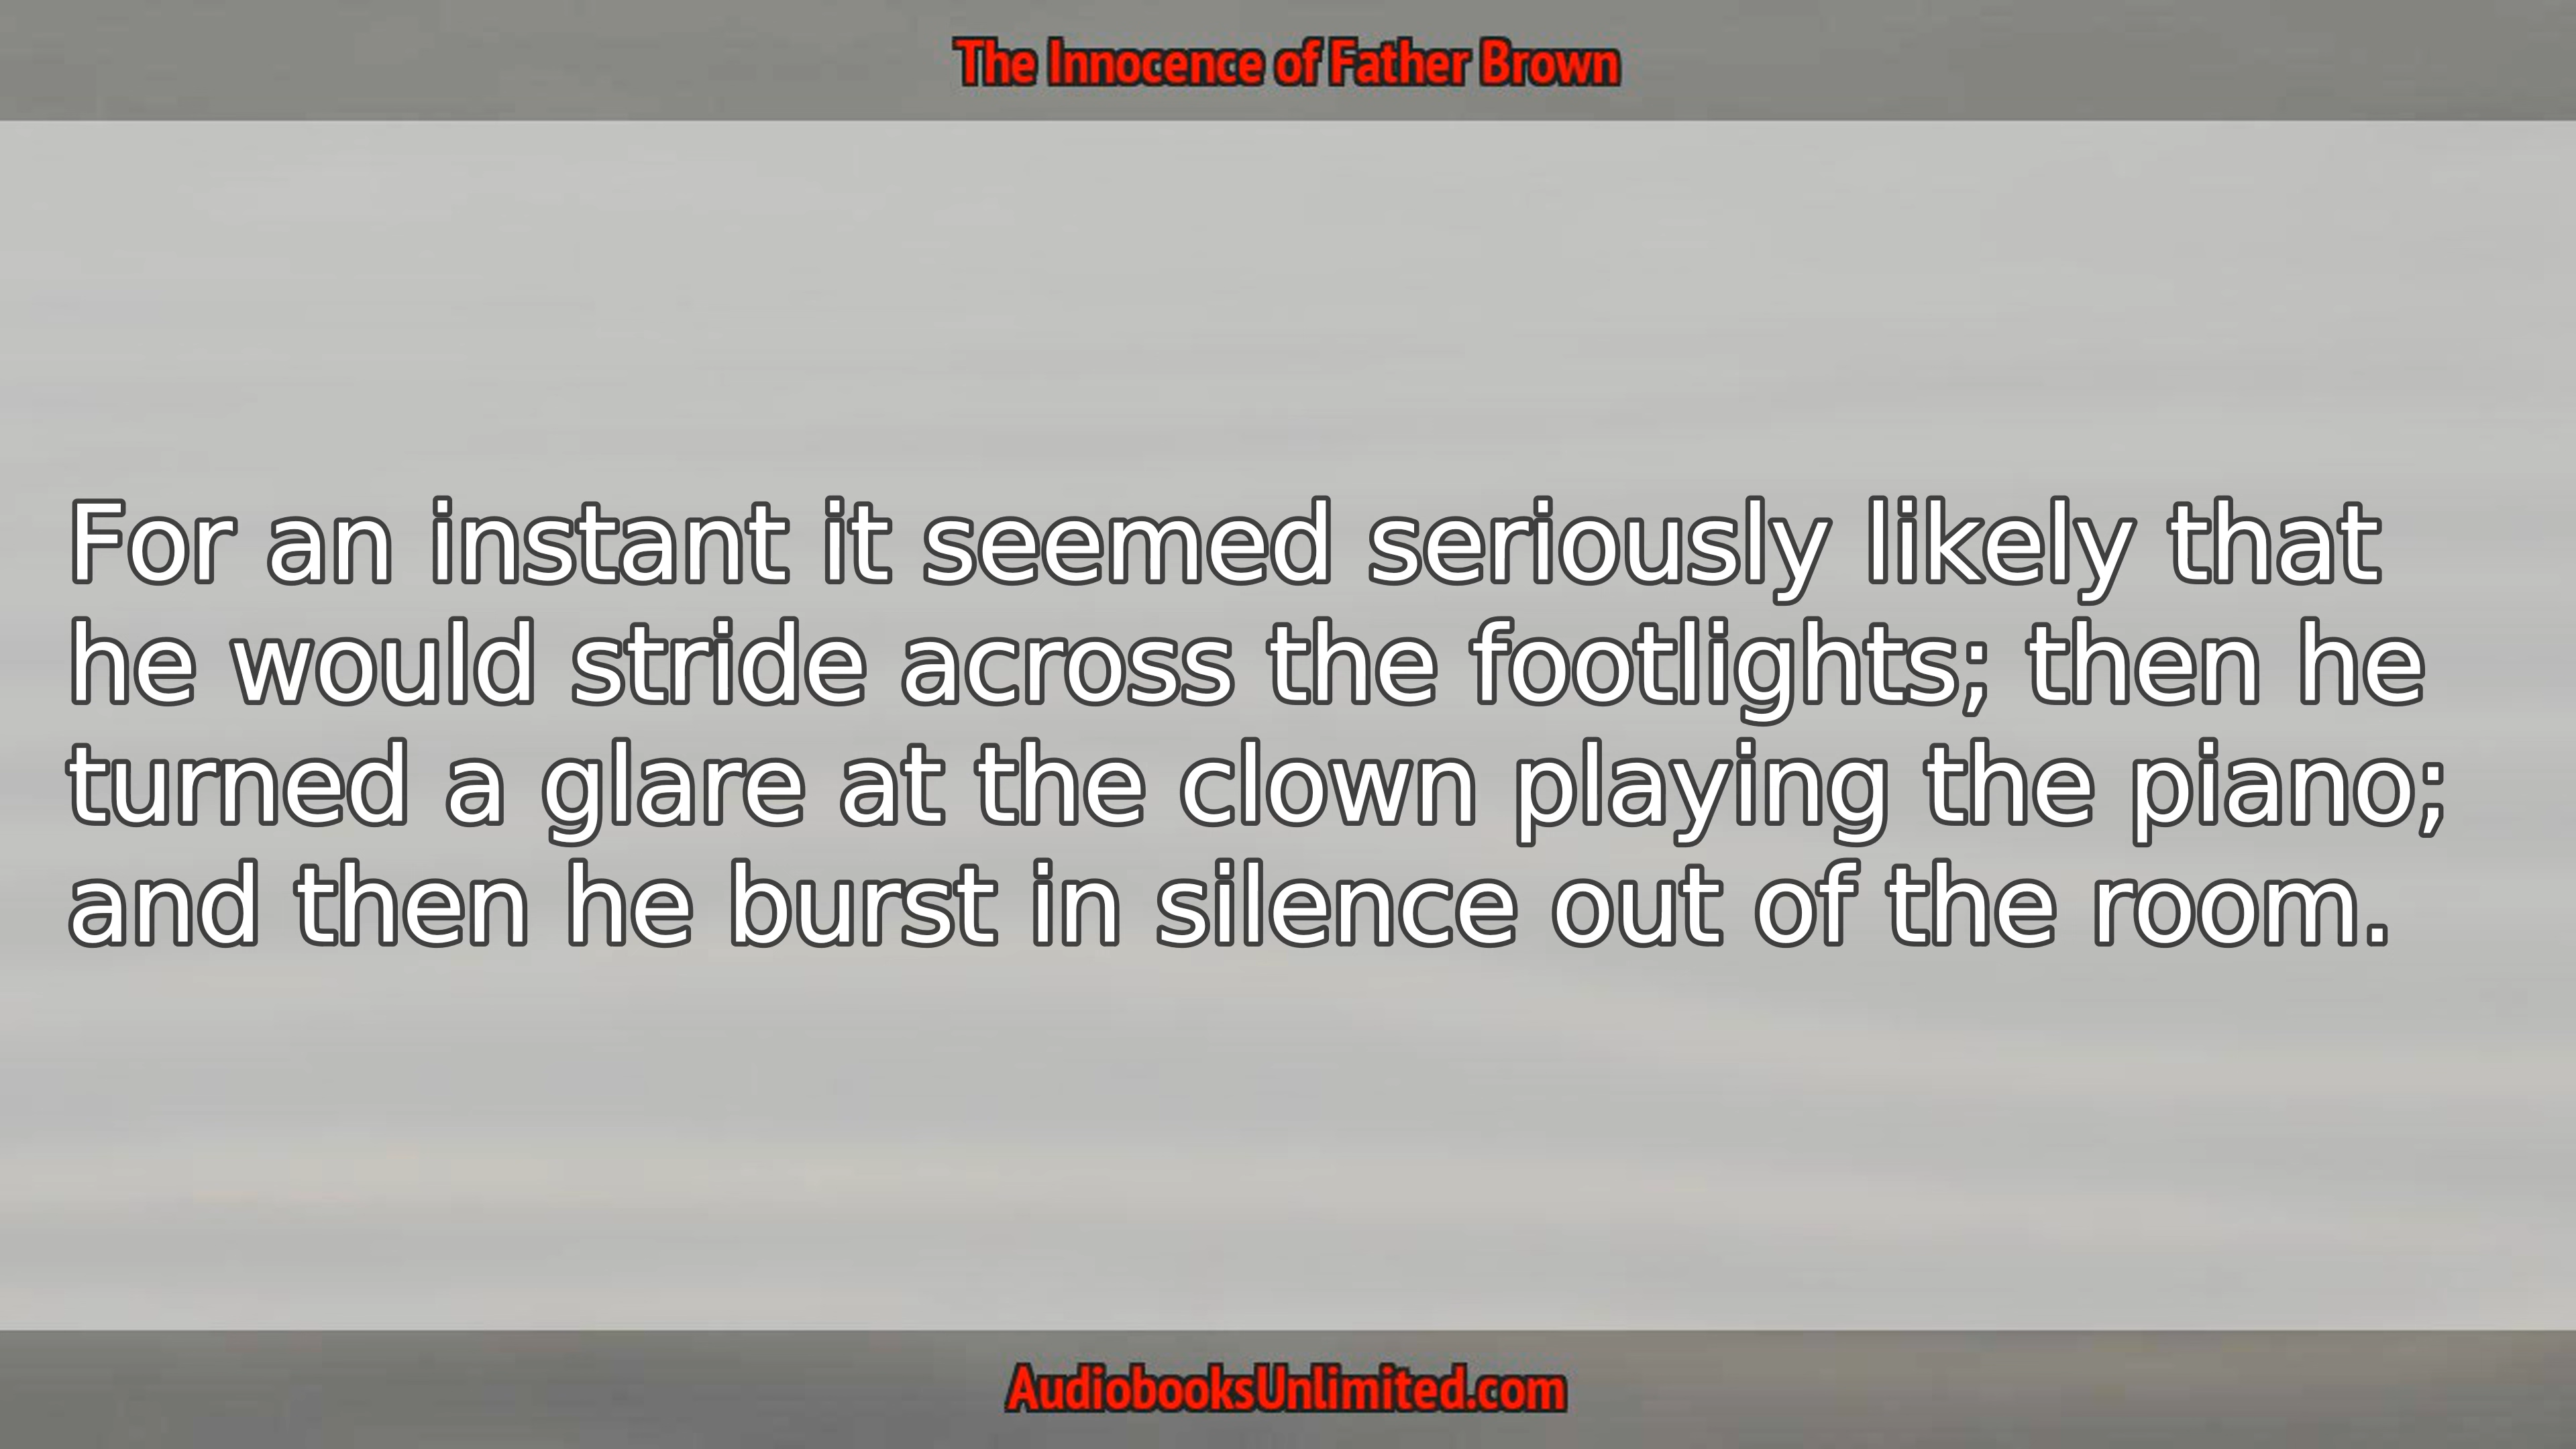 The Innocence of Father Brown
For an instant it seemed seriously likely that
he would stride across the footlights; then he
turned a glare at the clown playing the piano;
and then he burst in silence out of the room.
AudiobooksUnlimited.com